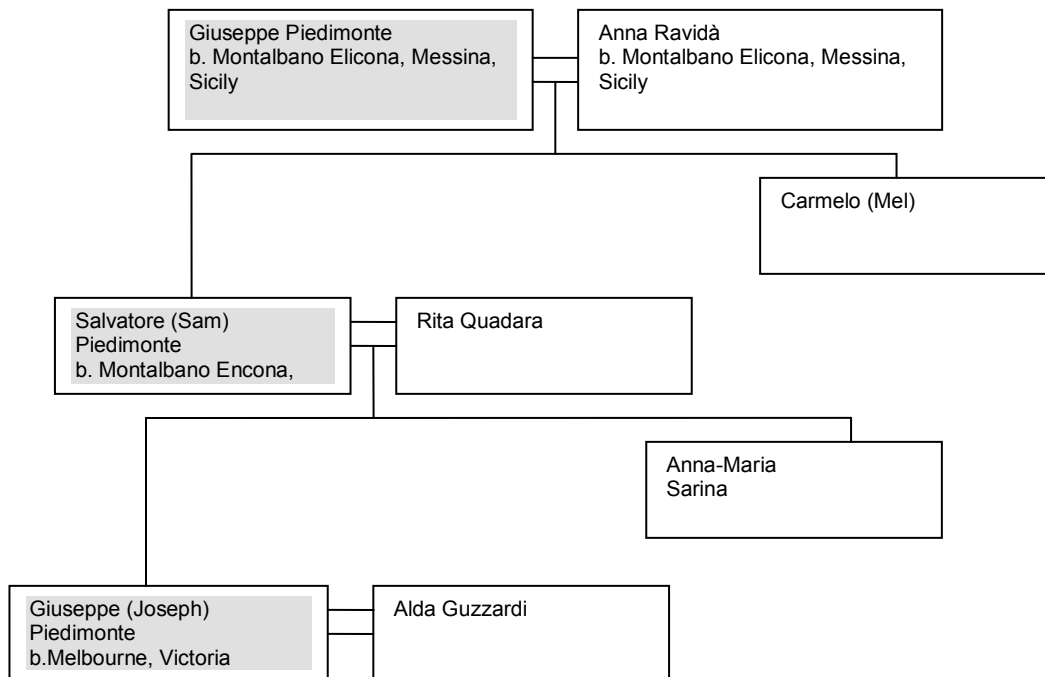 Giuseppe Piedimonte
b. Montalbano Elicona, Messina,
Sicily
Anna Ravidà
b. Montalbano Elicona, Messina,
Sicily
Carmelo (Mel)
Salvatore (Sam)
Piedimonte
b. Montalbano Encona,
Rita Quadara
Anna-Maria
Sarina
Giuseppe (Joseph)
Piedimonte
b.Melbourne, Victoria
Alda Guzzardi